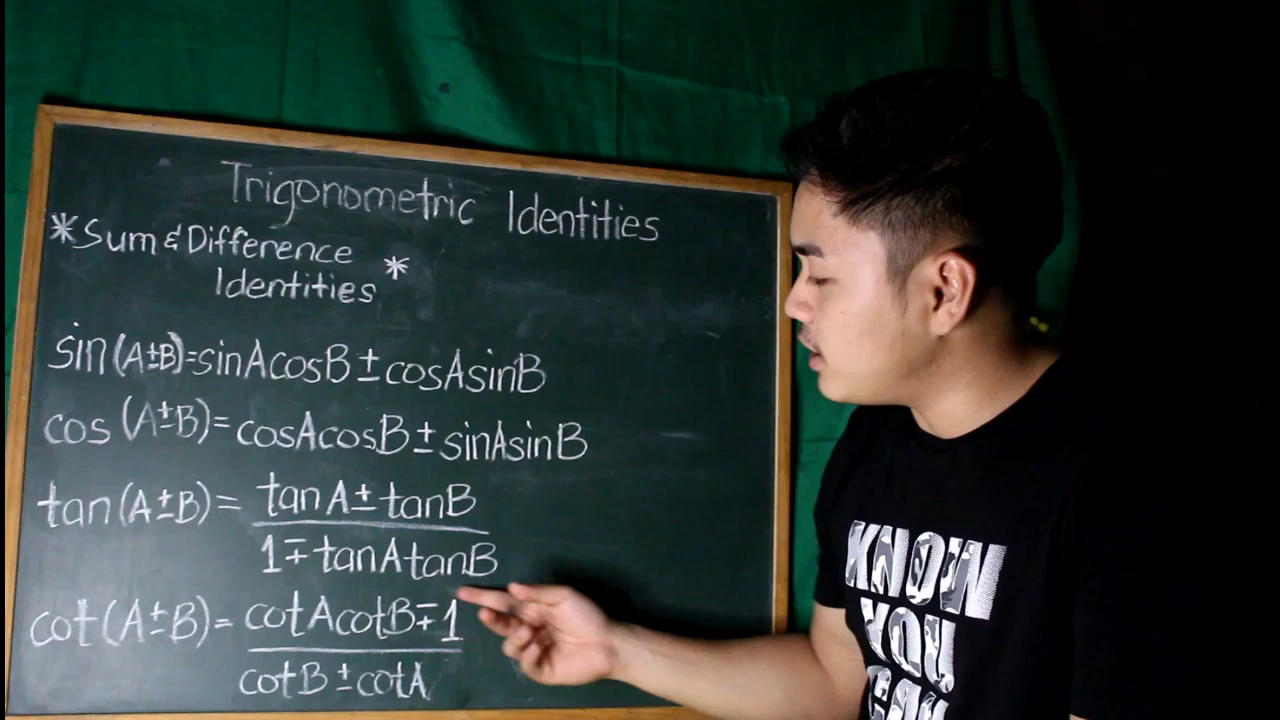 Trigonometric Identities
*Sum & Difference
Identities *
sin(A±B)=sinAcosB ± cosAsinB
cos(A±B)= cosAcosB ± sinAsinB
tan(A±B)= tanA ± tanB
1∓tanAtanB
cot(A±B)= cotAcotB∓1
cotB ± cotA
KNOW
YOU
CAN